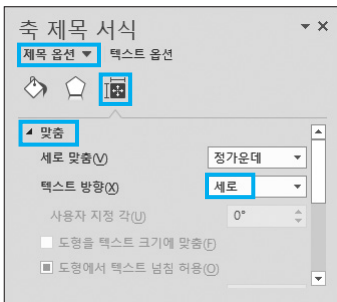 축 제목 서식
제목 옵션 텍스트 옵션
맞춤
세로 맞춤(V) 정가운데
텍스트 방향(X) 세로
사용자 지정 각(U) 0°
도형을 텍스트 크기에 맞춤(F)
도형에서 텍스트 넘침 허용(O)